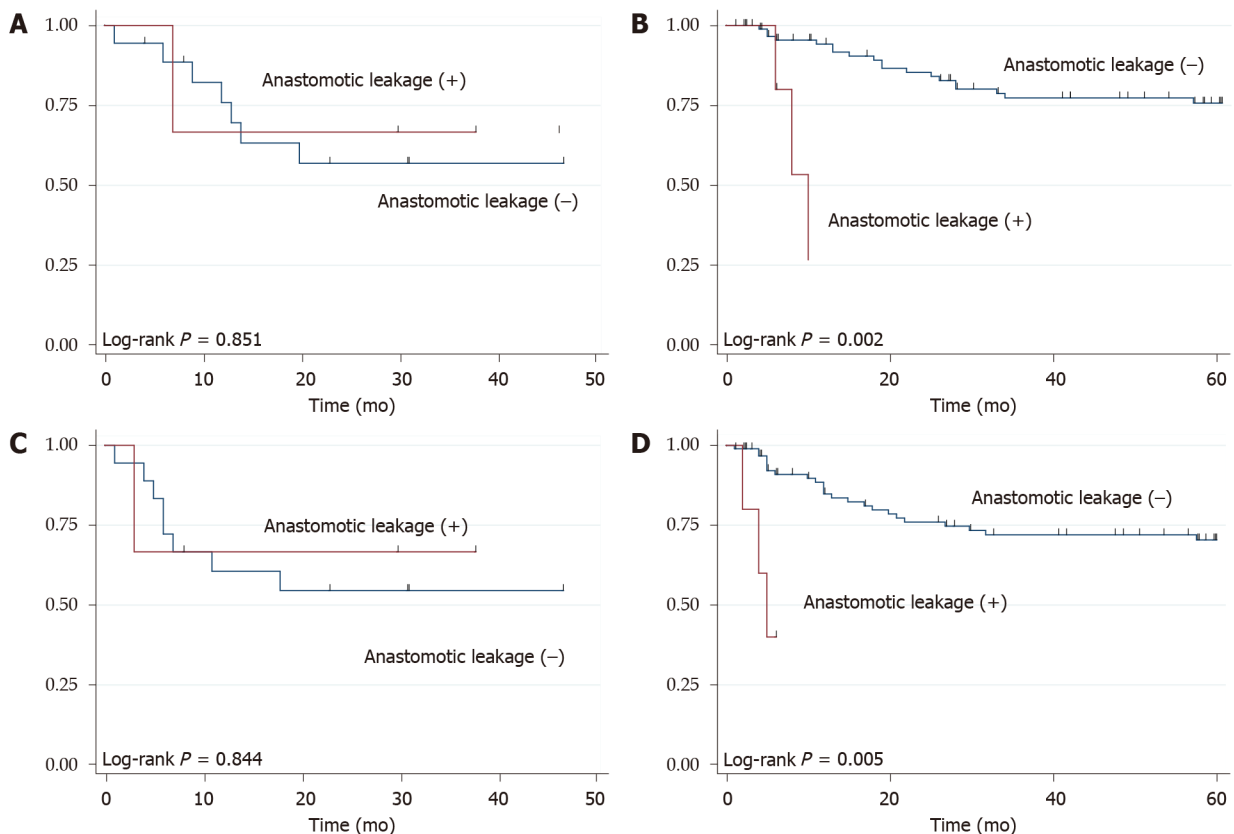 A
1.00
0.75
0.50
0.25
0.00
Anastomotic leakage (+)
Anastomotic leakage (−)
Log-rank P = 0.851
0 10 20 30 40 50
Time (mo)
B
1.00
0.75
0.50
0.25
0.00
Anastomotic leakage (−)
Anastomotic leakage (+)
Log-rank P = 0.002
0 20 40 60
Time (mo)
C
1.00
0.75
0.50
0.25
0.00
Anastomotic leakage (+)
Anastomotic leakage (−)
Log-rank P = 0.844
0 10 20 30 40 50
Time (mo)
D
1.00
0.75
0.50
0.25
0.00
Anastomotic leakage (−)
Anastomotic leakage (+)
Log-rank P = 0.005
0 20 40 60
Time (mo)